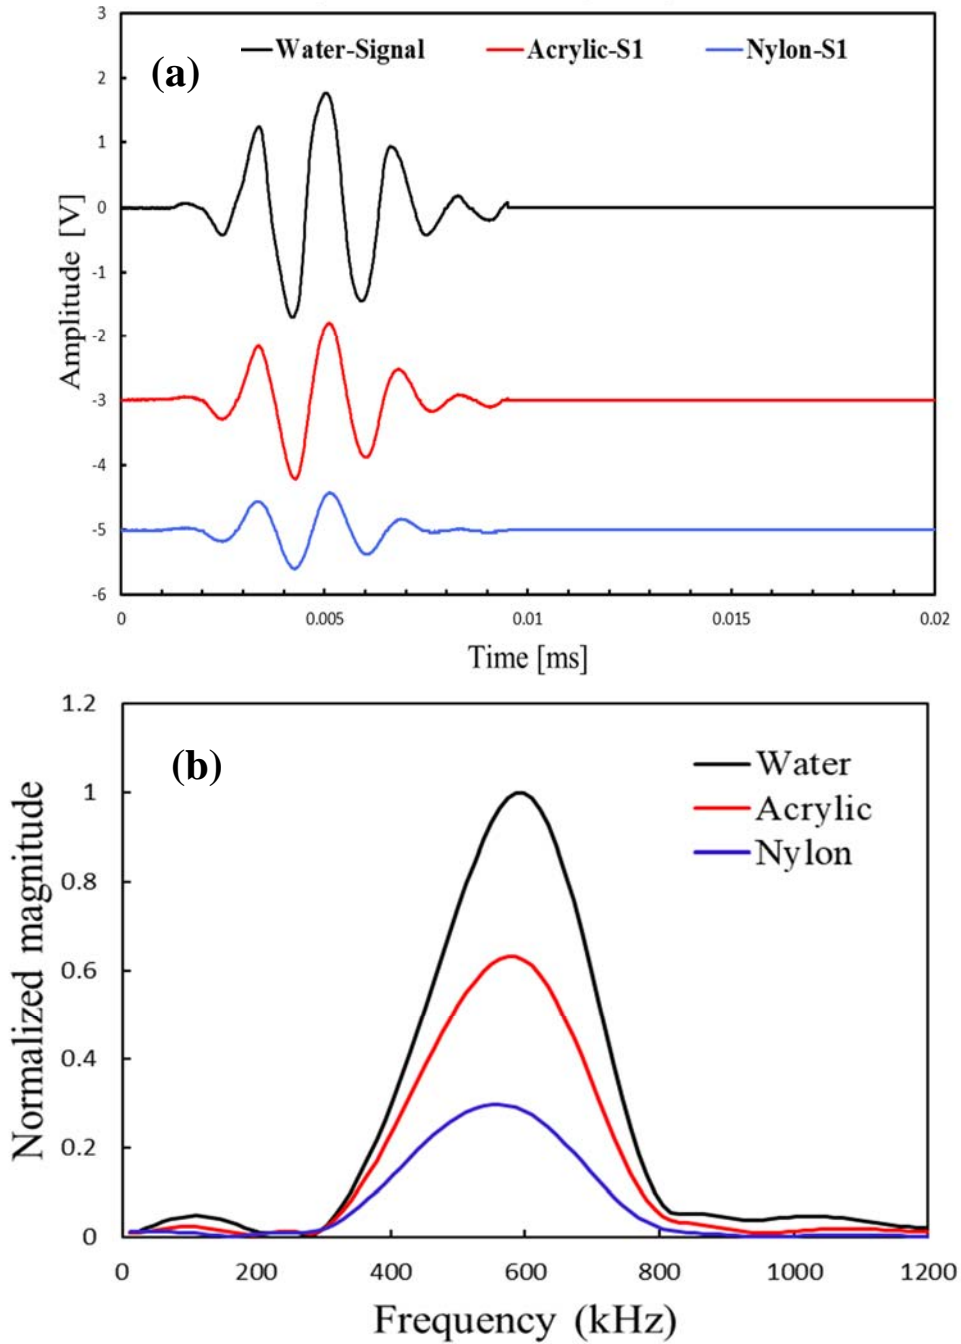 3
Water-Signal Acrylic-S1 Nylon-S1
(a)
2
1
0
-1
-2
-3
-4
-5
-6
Amplitude [V]
0 0.005 0.01 0.015 0.02
Time [ms]
1.2
(b)
Water
Acrylic
Nylon
1
0.8
0.6
0.4
0.2
0
Normalized magnitude
0 200 400 600 800 1000 1200
Frequency (kHz)